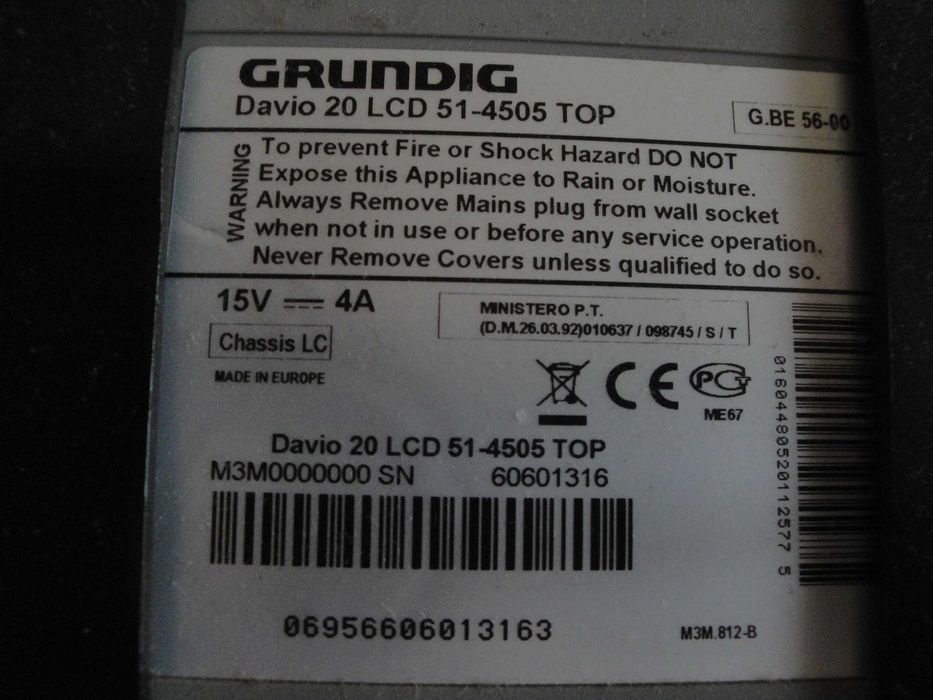 GRUNDIG
Davio 20 LCD 51-4505 TOP
G.BE 56-00
WARNING
To prevent Fire or Shock Hazard DO NOT
Expose this Appliance to Rain or Moisture.
Always Remove Mains plug from wall socket
when not in use or before any service operation.
Never Remove Covers unless qualified to do so.
15V 4A
MINISTERO P.T.
(D.M.26.03.92)010637 / 098745 / S / T
Chassis LC
MADE IN EUROPE
CE
PG
ME67
Davio 20 LCD 51-4505 TOP
M3M0000000 SN 60601316
06956606013163
M3M.812-B
0160448052011257 7 5